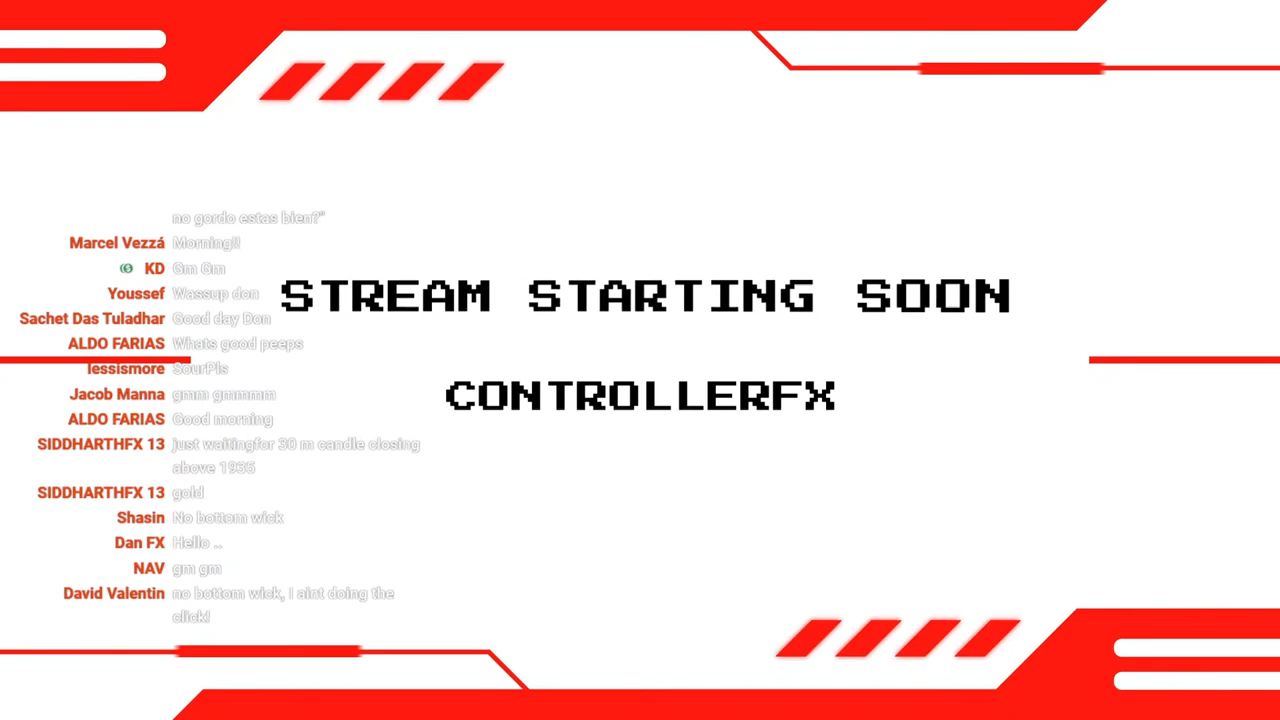 no gordo estas bien?"
Marcel Vezzá Morning!!
KD Gm Gm
Youssef Wassup don
STREAM STARTING SOON
Sachet Das Tuladhar Good day Don
ALDO FARIAS Whats good peeps
lessismore SourPls
Jacob Manna gmm gmmmm
CONTROLLERFX
ALDO FARIAS Good morning
SIDDHARTHFX 13 just waitingfor 30 m candle closing
above 1935
SIDDHARTHFX 13 gold
Shasin No bottom wick
Dan FX Hello ..
NAV gm gm
David Valentin no bottom wick, I aint doing the
click!